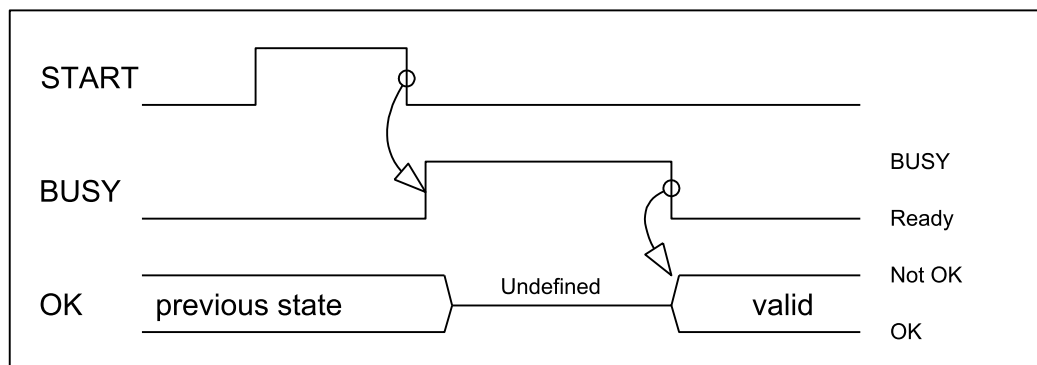 START
BUSY
BUSY
Ready
Undefined
Not OK
OK
previous state
valid
OK